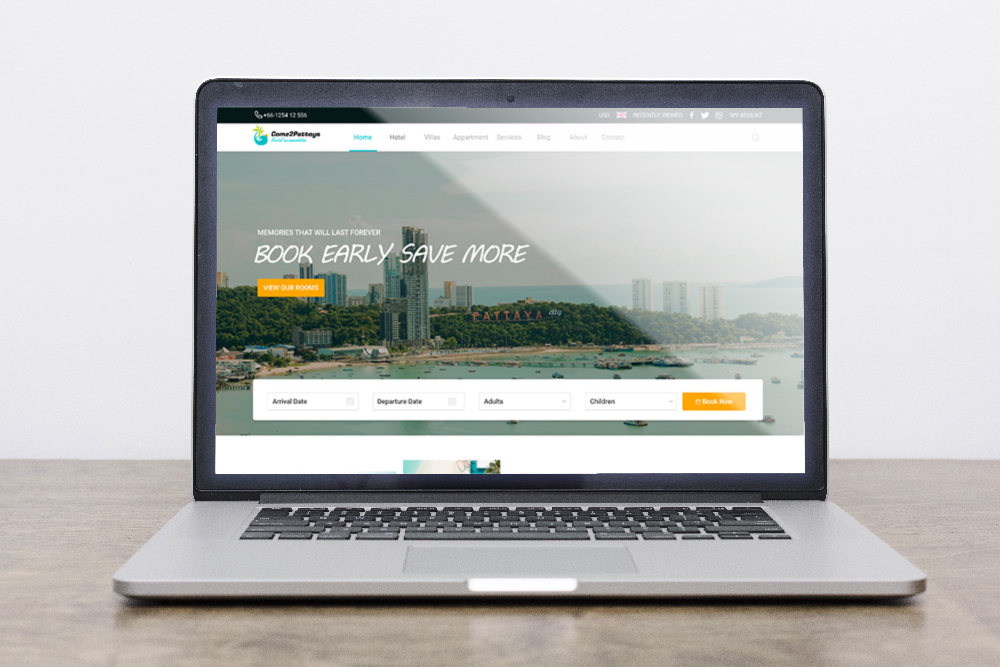 +66-1254 12 556
USD
RECENTLY VIEWED
MY ACOUNT
Come2Pattaya
Home Hotel Villas Appartment Services Blog About Contact
MEMORIES THAT WILL LAST FOREVER
BOOK EARLY SAVE MORE
VIEW OUR ROOMS
PATTAYA city
Arrival Date
Departure Date
Adults
Children
Book Now